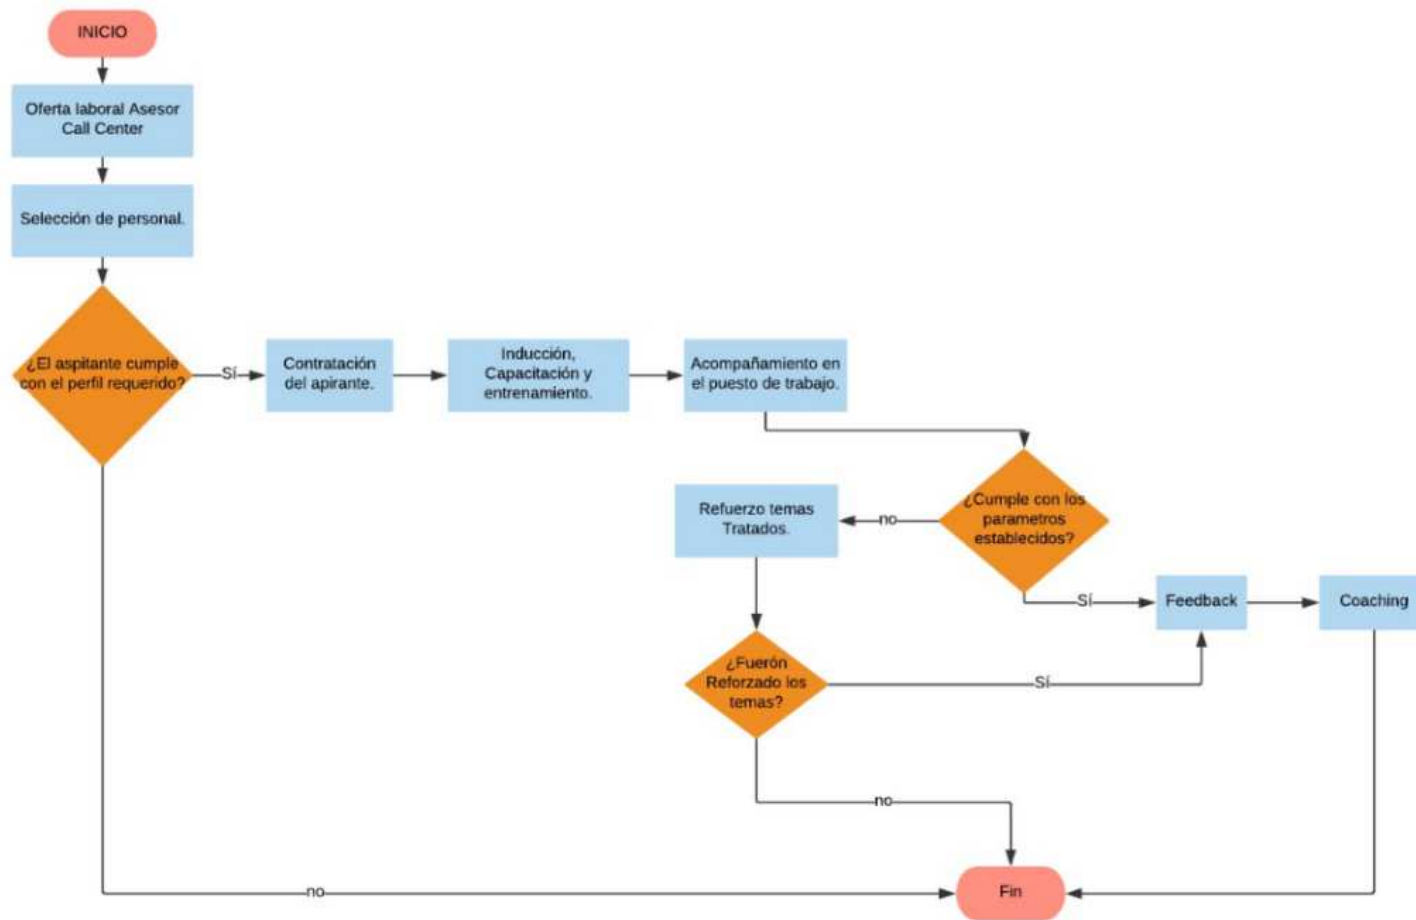 INICIO
Oferta laboral Asesor
Call Center
Selección de personal.
¿El aspitante cumple
con el perfil requerido?
Sí
Contratación
del apirante.
Inducción,
Capacitación y
entrenamiento.
Acompañamiento en
el puesto de trabajo.
¿Cumple con los
parametros
establecidos?
no
Refuerzo temas
Tratados.
Sí
Feedback
Coaching
¿Fuerón
Reforzado los
temas?
Sí
no
no
Fin